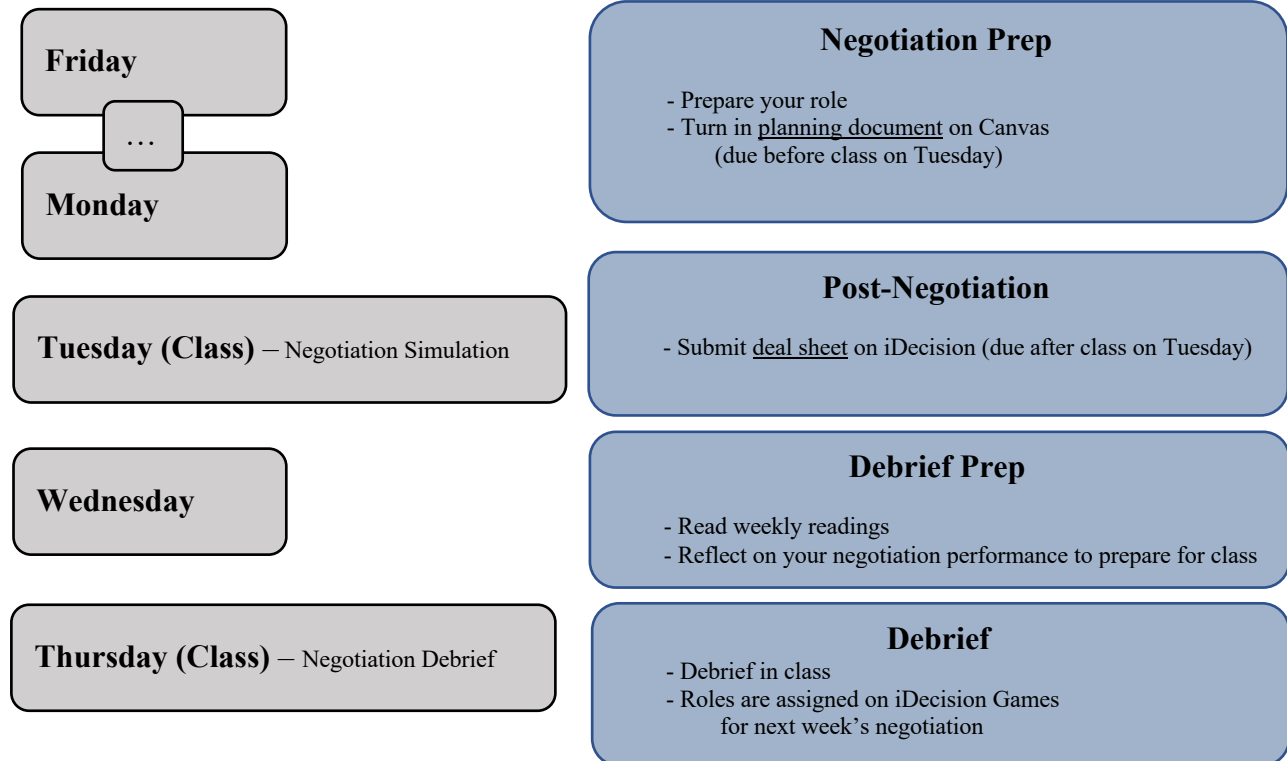 Friday
…
Monday
Negotiation Prep
- Prepare your role
- Turn in planning document on Canvas
(due before class on Tuesday)
Tuesday (Class) – Negotiation Simulation
Post-Negotiation
- Submit deal sheet on iDecision (due after class on Tuesday)
Wednesday
Debrief Prep
- Read weekly readings
- Reflect on your negotiation performance to prepare for class
Thursday (Class) – Negotiation Debrief
Debrief
- Debrief in class
- Roles are assigned on iDecision Games
for next week’s negotiation